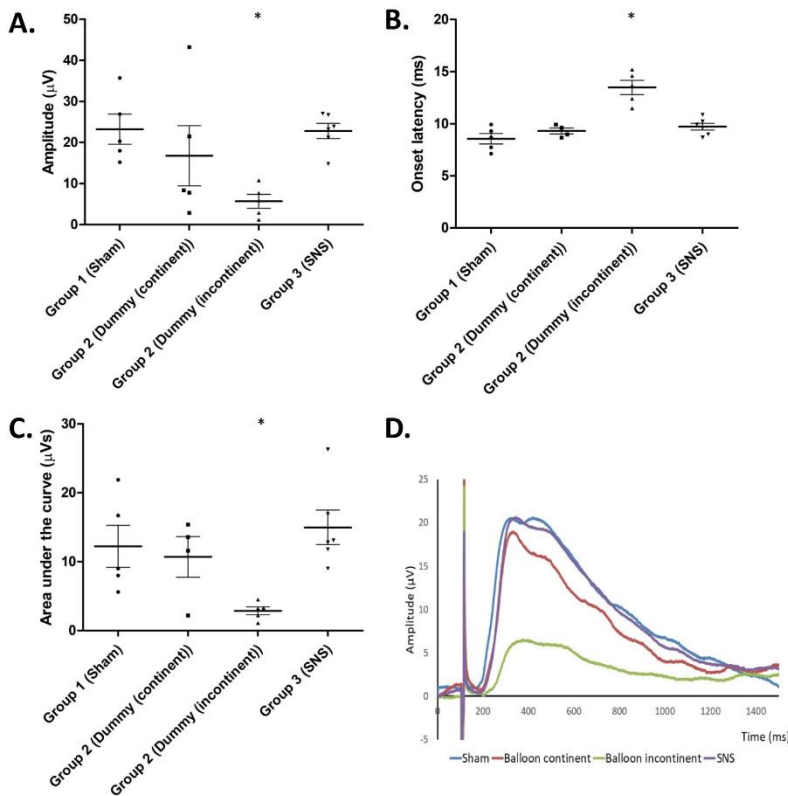 A.
*
50
40
30
20
10
0
Amplitude (μV)
Group 1 (Sham)
Group 2 (Dummy (continent))
Group 2 (Dummy (incontinent))
Group 3 (SNS)
B.
*
20
15
10
5
0
Onset latency (ms)
Group 1 (Sham)
Group 2 (Dummy (continent))
Group 2 (Dummy (incontinent))
Group 3 (SNS)
C.
*
30
20
10
0
Area under the curve (μVs)
Group 1 (Sham)
Group 2 (Dummy (continent))
Group 2 (Dummy (incontinent))
Group 3 (SNS)
D.
25
20
15
10
5
0
-5
Amplitude (μV)
0 200 400 600 800 1000 1200 1400
Time (ms)
Sham Balloon continent Balloon incontinent SNS